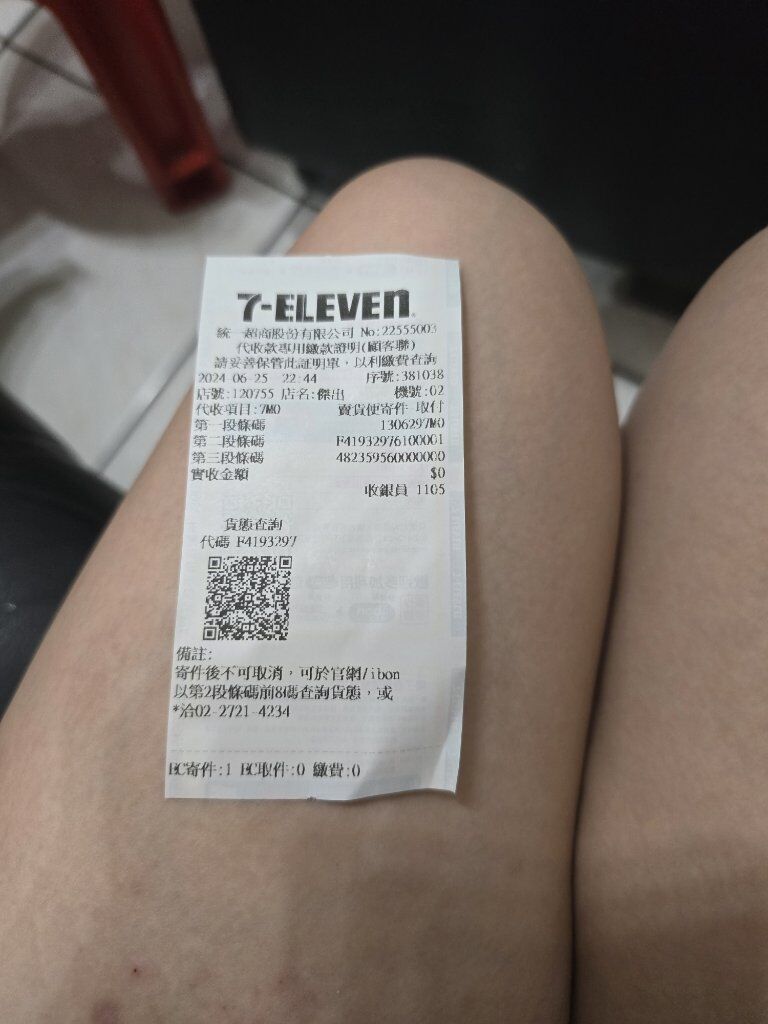 7-ELEVEN
統一超商股份有限公司 No:22555003
代收款專用繳款證明(顧客聯)
請妥善保管此証明單，以利繳費查詢
2024-06-25 22:44 序號:381038
店號:120755 店名:傑出 機號:02
代收項目:7M0 賣貨便寄件 取付
第一段條碼 1306297M0
第二段條碼 F41932976100001
第三段條碼 482359560000000
實收金額 $0
收銀員 1105
貨態查詢
代碼 F4193297
備註:
寄件後不可取消，可於官網/ibon
以第2段條碼前8碼查詢貨態，或
*洽02-2721-4234
EC寄件:1 EC取件:0 繳費:0